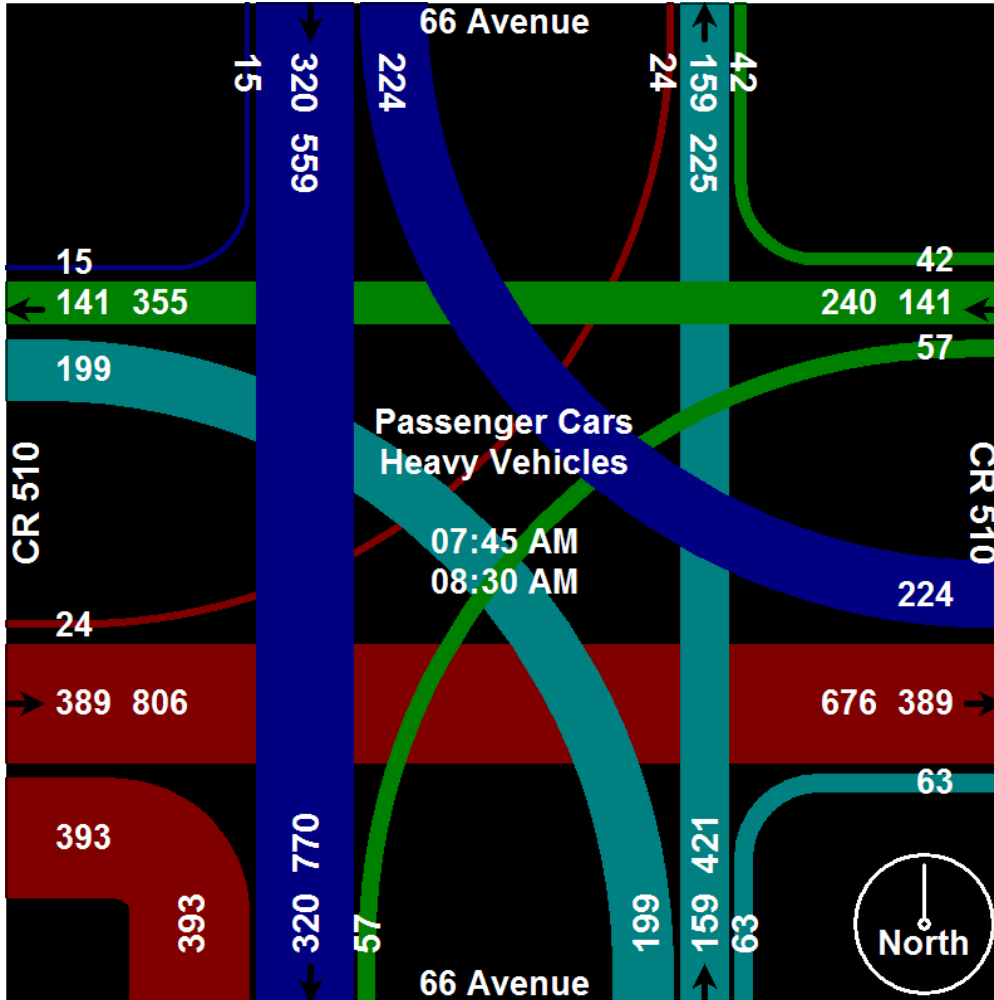 66 Avenue
15
320 559
224
24
159 225
42
15
42
141 355
240 141
199
57
Passenger Cars
Heavy Vehicles
CR 510
CR 510
07:45 AM
08:30 AM
224
24
389 806
676 389
63
393
393
320 770
57
199
159 421
63
North
66 Avenue